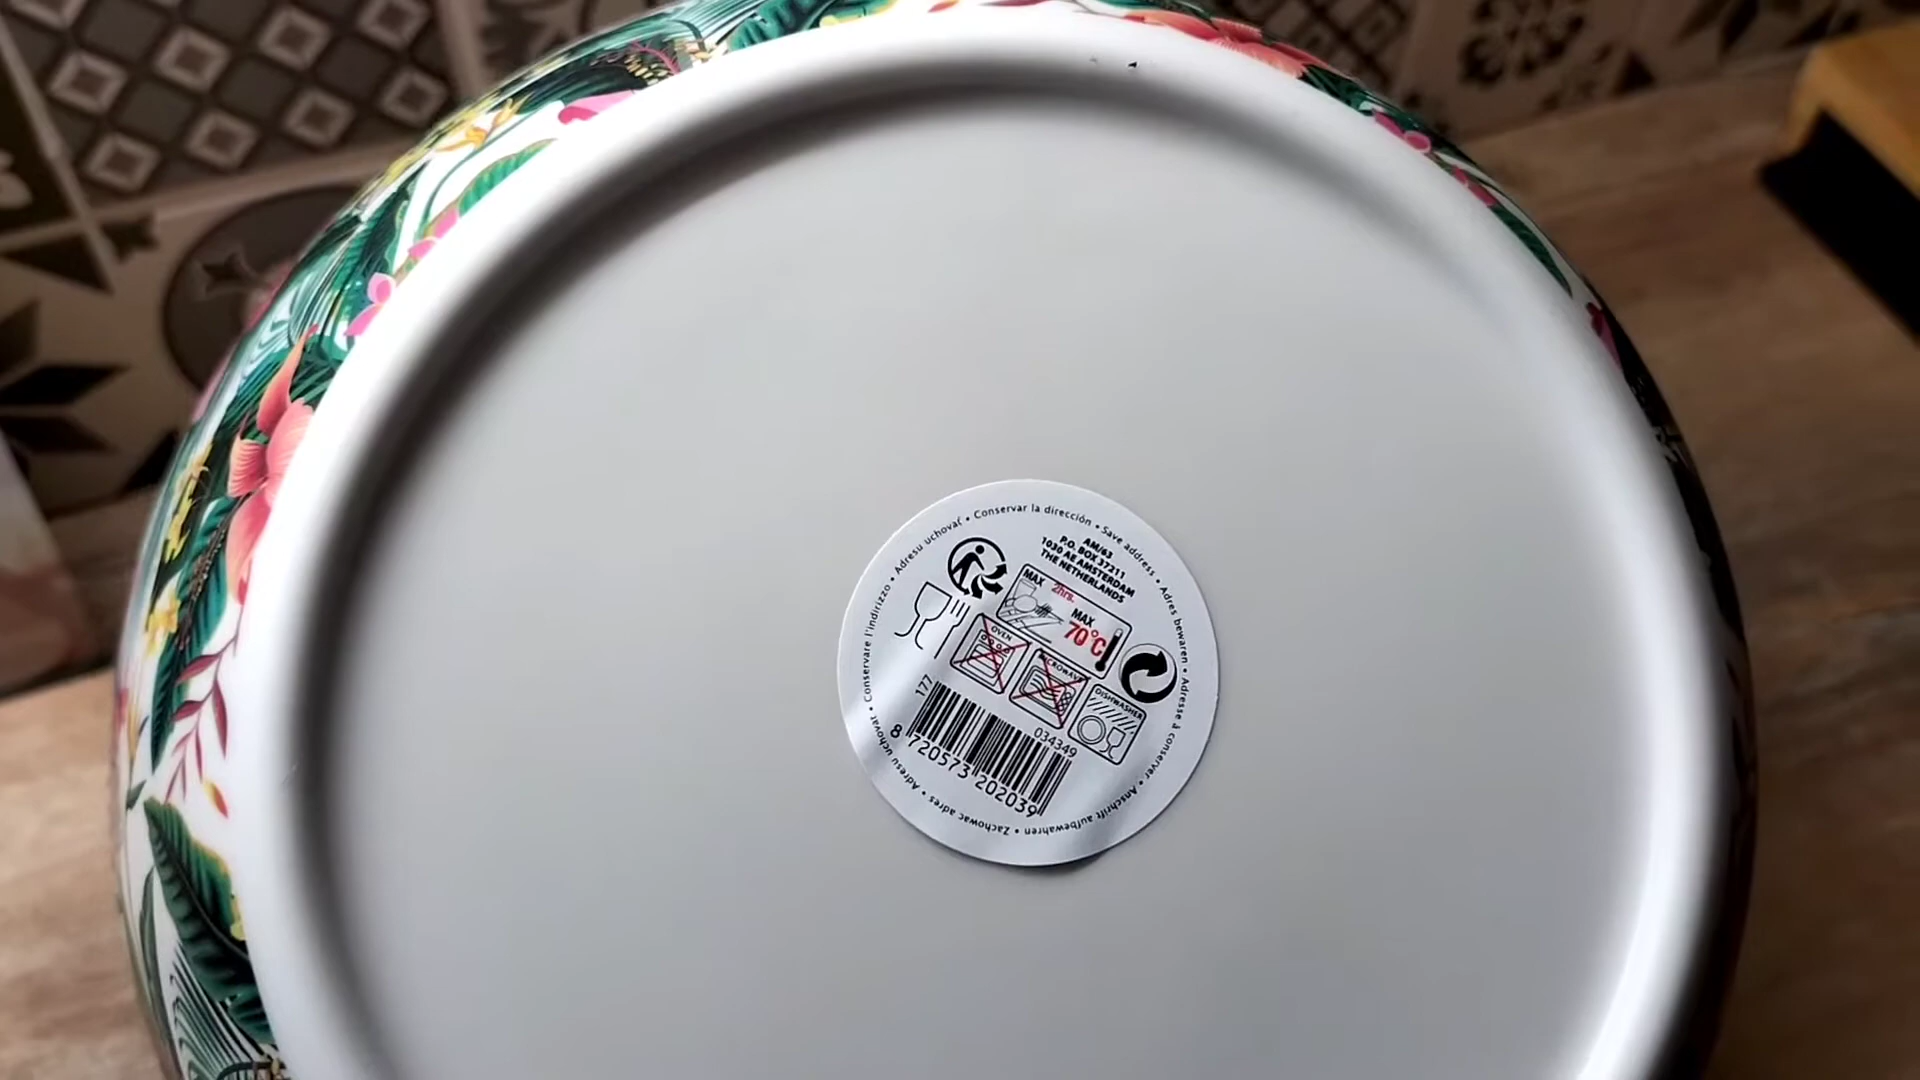 Conservar la dirección • Save address • Adres bewaren • Adresse à conserver • Anschrift aufbewahren • Zachować adres • Adresu uchovat • Conservare l'indirizzo • Adresu uchovať •
AM/63
P.O. BOX 37211
1030 AE AMSTERDAM
THE NETHERLANDS
MAX 2hrs.
MAX
70°C
OVEN
MICROWAVE
DISHWASHER
177
034349
8 720573 202039